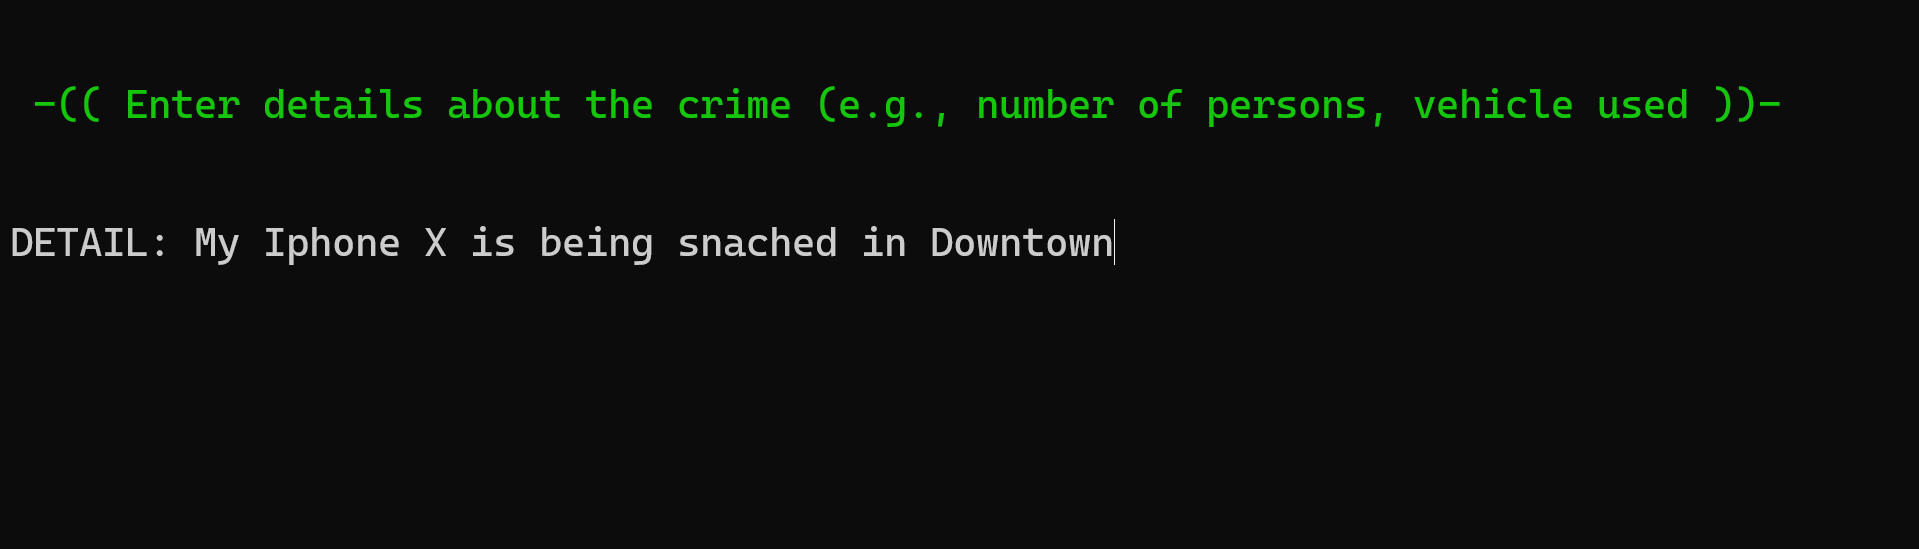 -(( Enter details about the crime (e.g., number of persons, vehicle used ))-
DETAIL: My Iphone X is being snached in Downtown